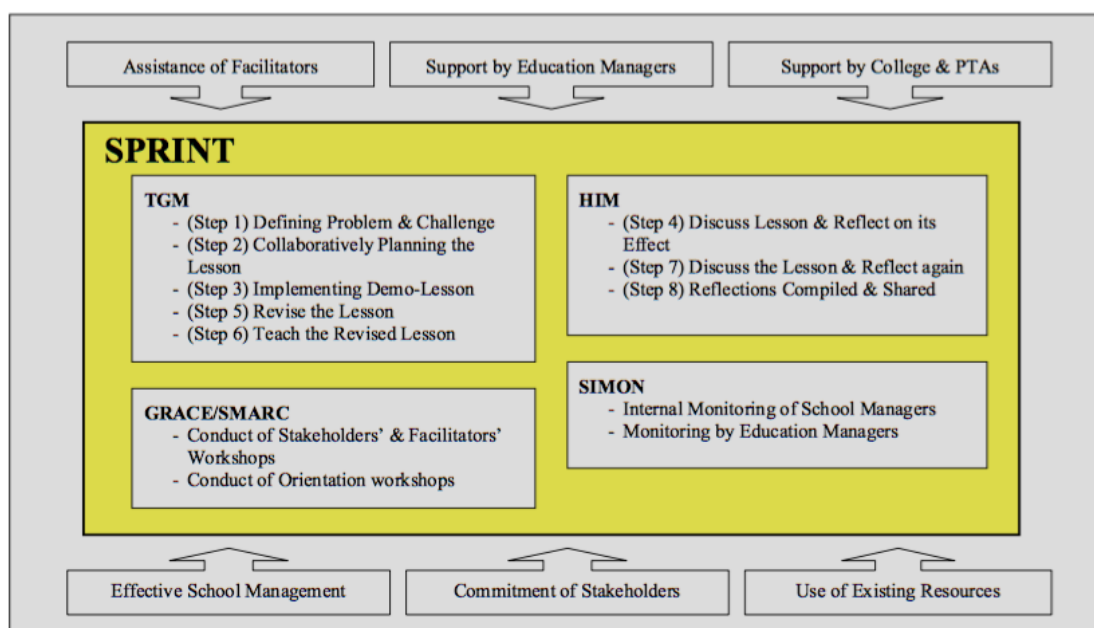 Assistance of Facilitators
Support by Education Managers
Support by College & PTAs
SPRINT
TGM
- (Step 1) Defining Problem & Challenge
- (Step 2) Collaboratively Planning the
Lesson
- (Step 3) Implementing Demo-Lesson
- (Step 5) Revise the Lesson
- (Step 6) Teach the Revised Lesson
HIM
- (Step 4) Discuss Lesson & Reflect on its
Effect
- (Step 7) Discuss the Lesson & Reflect again
- (Step 8) Reflections Compiled & Shared
GRACE/SMARC
- Conduct of Stakeholders’ & Facilitators’
Workshops
- Conduct of Orientation workshops
SIMON
- Internal Monitoring of School Managers
- Monitoring by Education Managers
Effective School Management
Commitment of Stakeholders
Use of Existing Resources